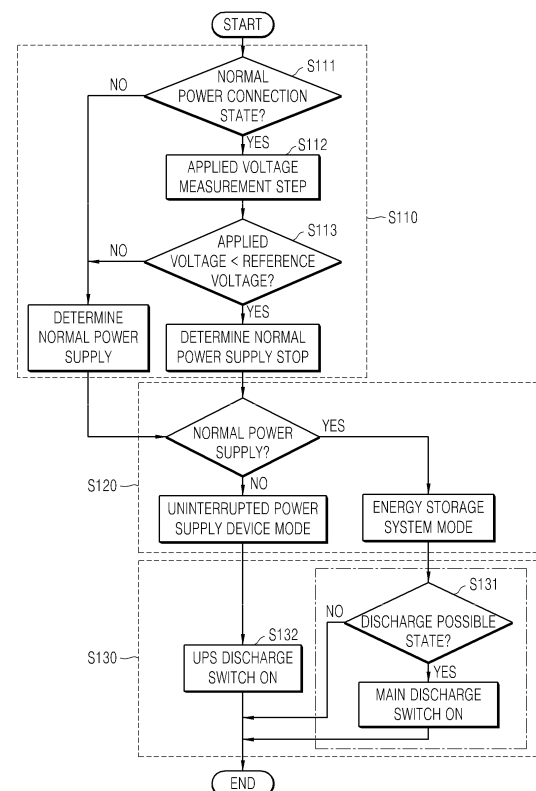 START
NORMAL
POWER CONNECTION
STATE?
S111
NO
YES
S112
APPLIED VOLTAGE
MEASUREMENT STEP
S110
S113
APPLIED
VOLTAGE < REFERENCE
VOLTAGE?
NO
YES
DETERMINE
NORMAL POWER
SUPPLY
DETERMINE NORMAL
POWER SUPPLY STOP
NORMAL POWER
SUPPLY?
YES
NO
S120
UNINTERRUPTED POWER
SUPPLY DEVICE MODE
ENERGY STORAGE
SYSTEM MODE
S131
NO
DISCHARGE POSSIBLE
STATE?
S132
S130
UPS DISCHARGE
SWITCH ON
YES
MAIN DISCHARGE
SWITCH ON
END